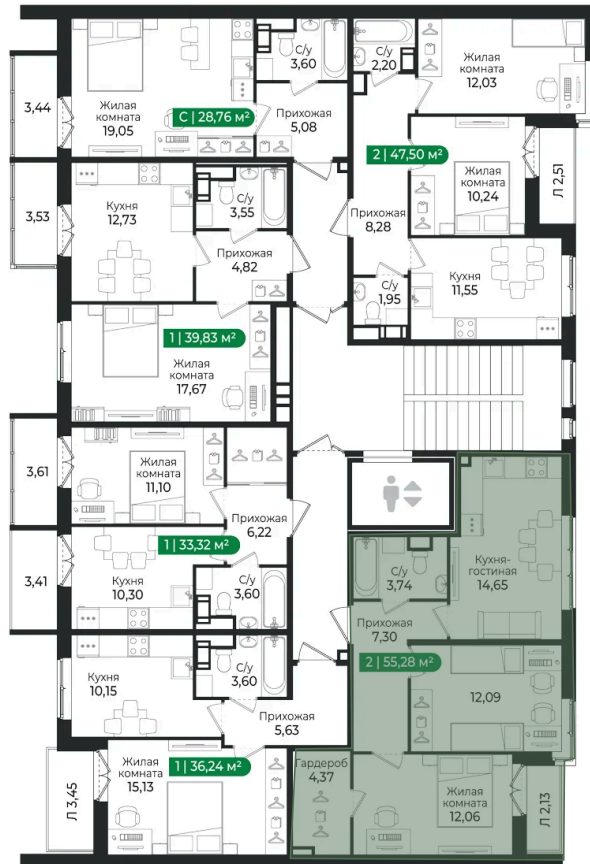 3,44
Жилая
комната
19,05
С | 28,76 м²
С/у
3,60
Прихожая
5,08
С/у
2,20
Жилая
комната
12,03
2 | 47,50 м²
Жилая
комната
10,24
Л 2,51
3,53
Кухня
12,73
С/у
3,55
Прихожая
4,82
Прихожая
8,28
С/у
1,95
Кухня
11,55
1 | 39,83 м²
Жилая
комната
17,67
3,61
Жилая
комната
11,10
Прихожая
6,22
1 | 33,32 м²
3,41
Кухня
10,30
С/у
3,60
С/у
3,74
Кухня-
гостиная
14,65
Прихожая
7,30
2 | 55,28 м²
12,09
Кухня
10,15
С/у
3,60
Прихожая
5,63
Л 3,45
Жилая
комната
15,13
1 | 36,24 м²
Гардероб
4,37
Жилая
комната
12,06
Л 2,13